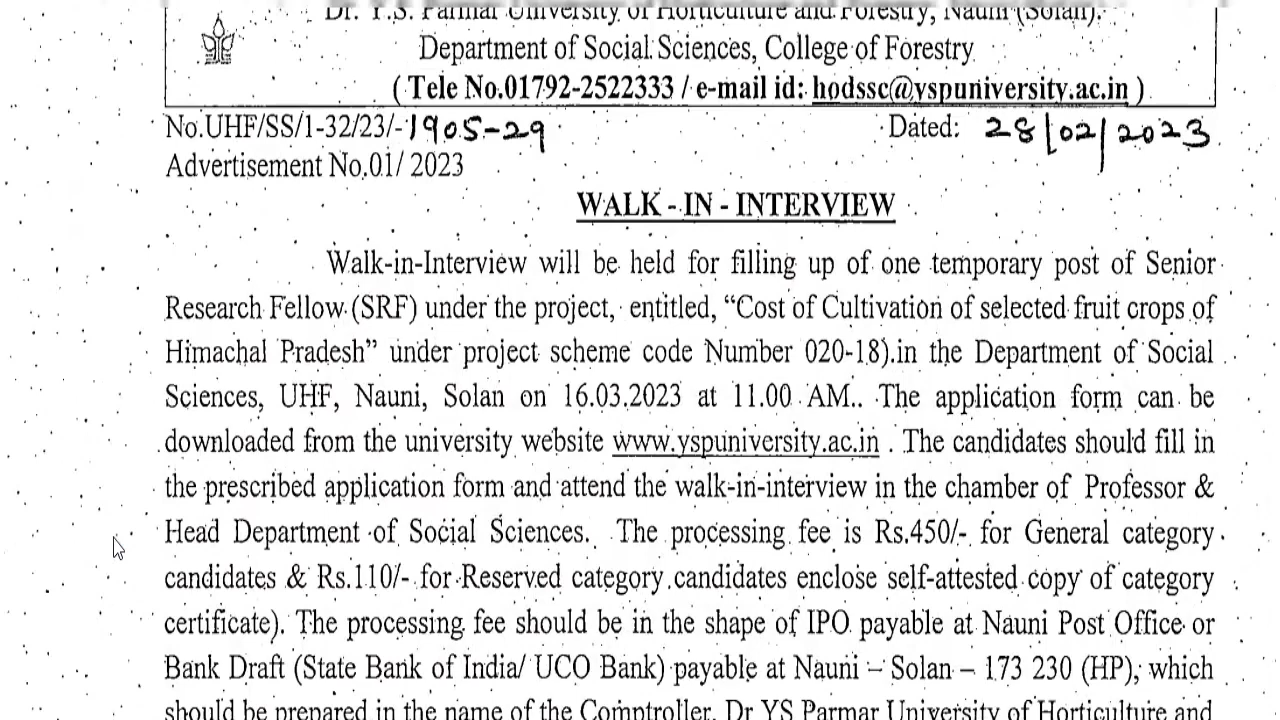 Dr. Y.S. Parmar University of Horticulture and Forestry, Nauni (Solan).
Department of Social Sciences, College of Forestry
( Tele No.01792-2522333 / e-mail id: hodssc@yspuniversity.ac.in )
No.UHF/SS/1-32/23/-1905-29 Dated: 28/02/2023
Advertisement No.01/ 2023
WALK - IN - INTERVIEW
Walk-in-Interview will be held for filling up of one temporary post of Senior
Research Fellow (SRF) under the project, entitled, “Cost of Cultivation of selected fruit crops of
Himachal Pradesh” under project scheme code Number 020-18).in the Department of Social
Sciences, UHF, Nauni, Solan on 16.03.2023 at 11.00 AM.. The application form can be
downloaded from the university website www.yspuniversity.ac.in . The candidates should fill in
the prescribed application form and attend the walk-in-interview in the chamber of Professor &
Head Department of Social Sciences. The processing fee is Rs.450/- for General category
candidates & Rs.110/- for Reserved category candidates enclose self-attested copy of category
certificate). The processing fee should be in the shape of IPO payable at Nauni Post Office or
Bank Draft (State Bank of India/ UCO Bank) payable at Nauni – Solan – 173 230 (HP), which
should be prepared in the name of the Comptroller, Dr YS Parmar University of Horticulture and